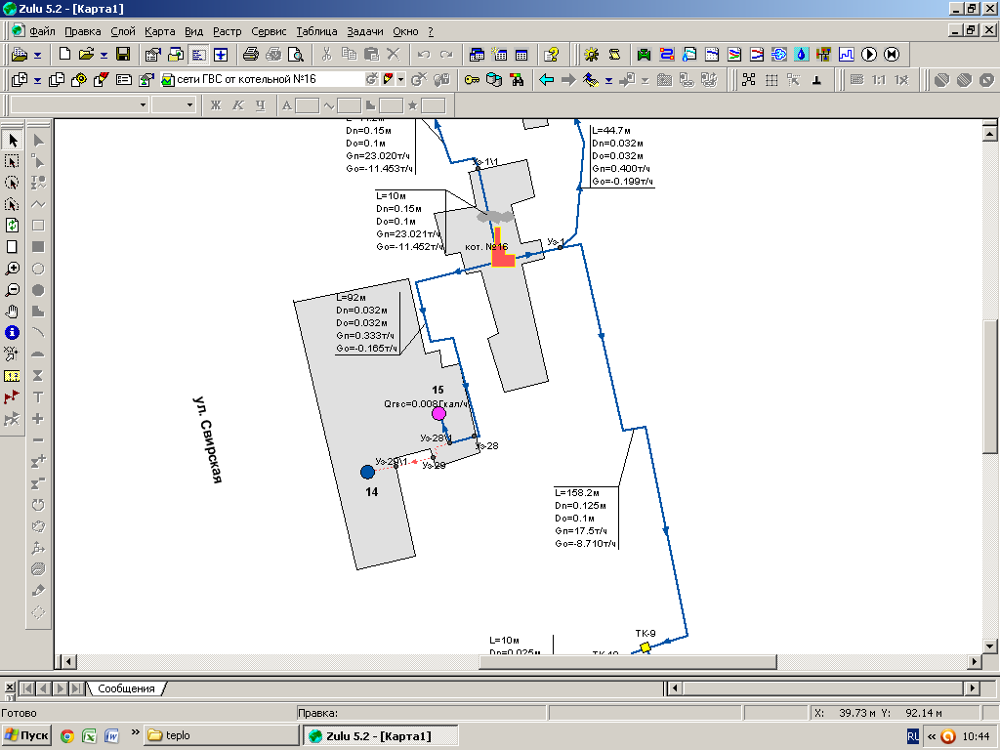 Zulu 5.2 - [Карта1]
Файл Правка Слой Карта Вид Растр Сервис Таблица Задачи Окно ?
сети ГВС от котельной №16
1:1
Ж К Ч
А
Dп=0.15м
Dо=0.1м
Gп=23.020т/ч
Gо=-11.453т/ч
Уз-1\1
L=44.7м
Dп=0.032м
Dо=0.032м
Gп=0.400т/ч
Gо=-0.199т/ч
L=10м
Dп=0.15м
Dо=0.1м
Gп=23.021т/ч
Gо=-11.452т/ч
кот. №16
Уз-1
L=92м
Dп=0.032м
Dо=0.032м
Gп=0.333т/ч
Gо=-0.165т/ч
15
Qгвс=0.008Гкал/ч
Уз-28\1
Уз-28
Уз-29\1
Уз-29
14
ул. Свирская
L=158.2м
Dп=0.125м
Dо=0.1м
Gп=17.5т/ч
Gо=-8.710т/ч
ТК-9
L=10м
Dп=0.025м
ТК-10
Сообщения
Готово
Правка:
X: 39.73 м Y: 92.14 м
Пуск
teplo
Zulu 5.2 - [Карта1]
RU
10:44